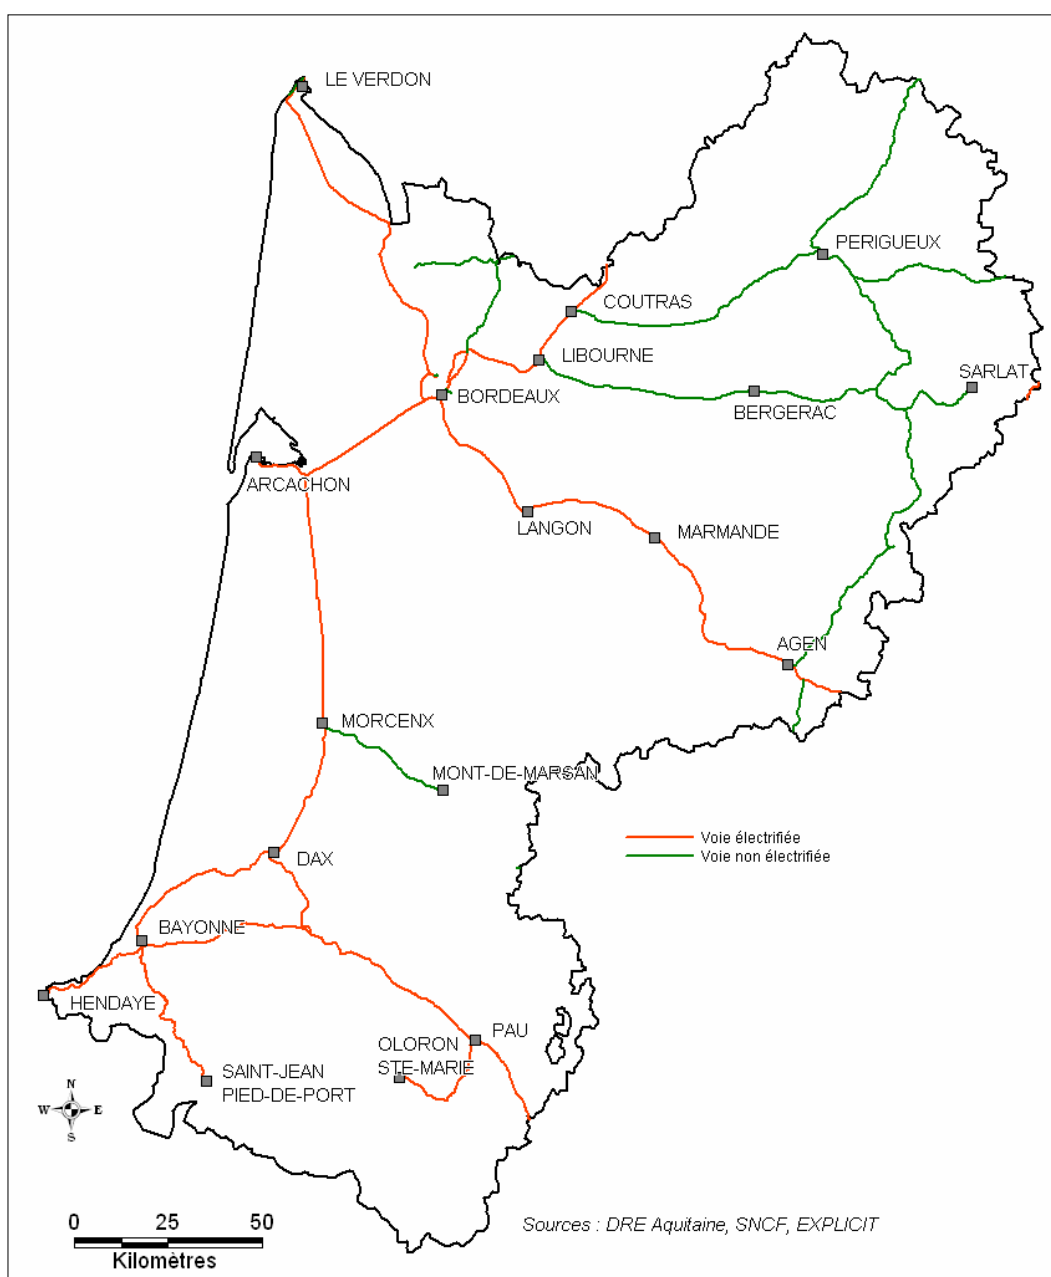 LE VERDON
PERIGUEUX
COUTRAS
LIBOURNE
SARLAT
BORDEAUX
BERGERAC
ARCACHON
LANGON
MARMANDE
AGEN
MORCENX
MONT-DE-MARSAN
Voie électrifiée
Voie non électrifiée
DAX
BAYONNE
HENDAYE
PAU
OLORON
STE-MARIE
SAINT-JEAN
PIED-DE-PORT
N
W E
S
0 25 50
Kilomètres
Sources : DRE Aquitaine, SNCF, EXPLICIT